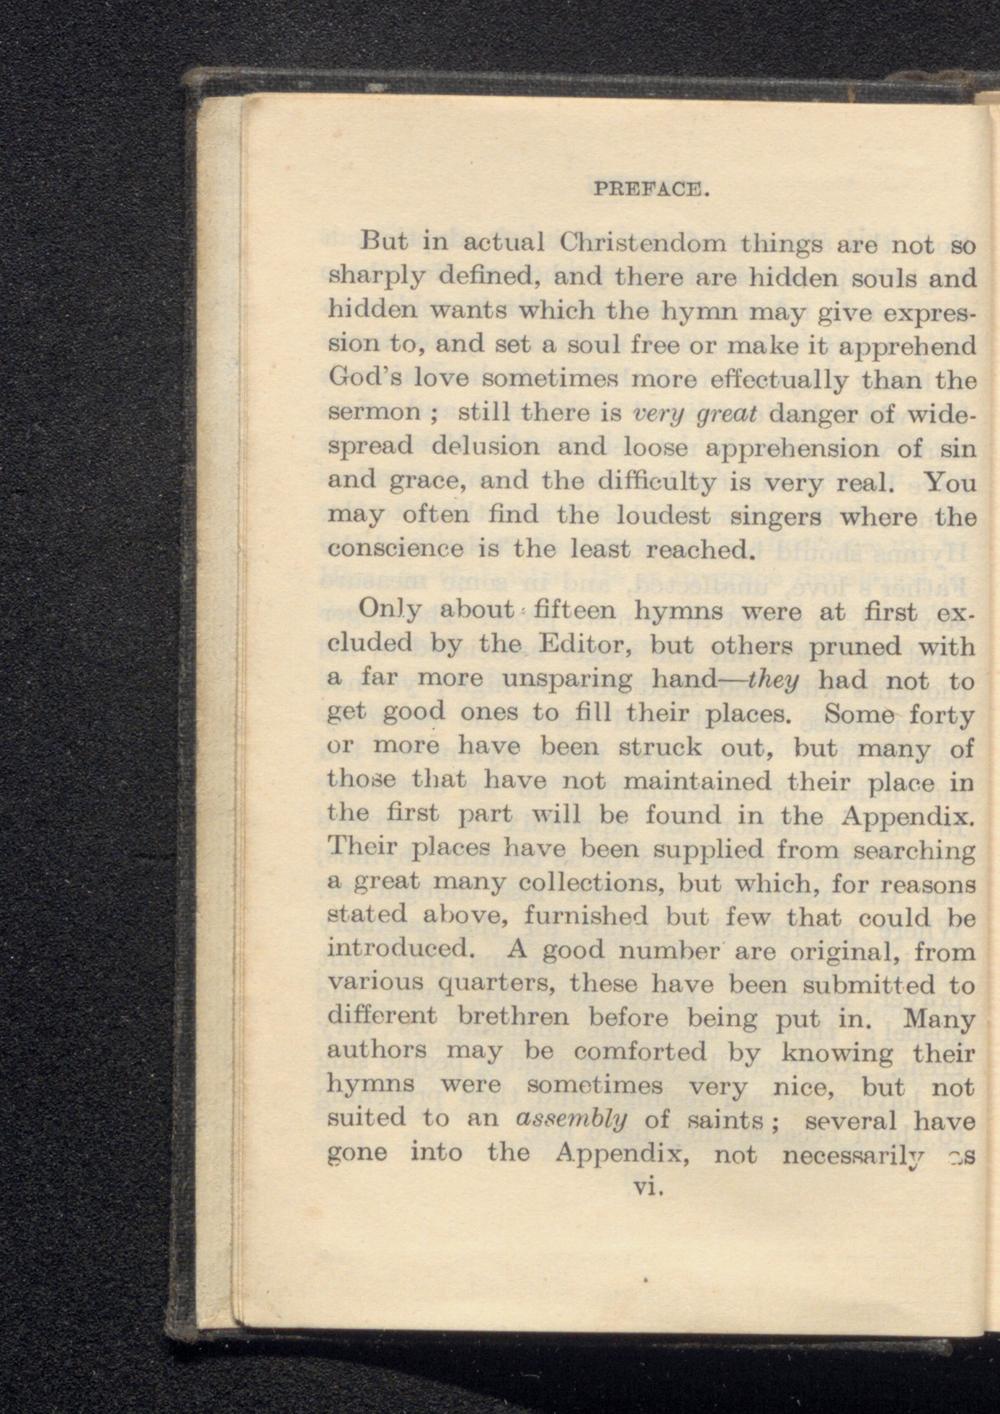 PREFACE.
But in actual Christendom things are not so
sharply defined, and there are hidden souls and
hidden wants which the hymn may give expres-
sion to, and set a soul free or make it apprehend
God's love sometimes more effectually than the
sermon ; still there is very great danger of wide-
spread delusion and loose apprehension of sin
and grace, and the difficulty is very real. You
may often find the loudest singers where the
conscience is the least reached.
Only about fifteen hymns were at first ex-
cluded by the Editor, but others pruned with
a far more unsparing hand—they had not to
get good ones to fill their places. Some forty
or more have been struck out, but many of
those that have not maintained their place in
the first part will be found in the Appendix.
Their places have been supplied from searching
a great many collections, but which, for reasons
stated above, furnished but few that could be
introduced. A good number are original, from
various quarters, these have been submitted to
different brethren before being put in. Many
authors may be comforted by knowing their
hymns were sometimes very nice, but not
suited to an assembly of saints ; several have
gone into the Appendix, not necessarily as
vi.